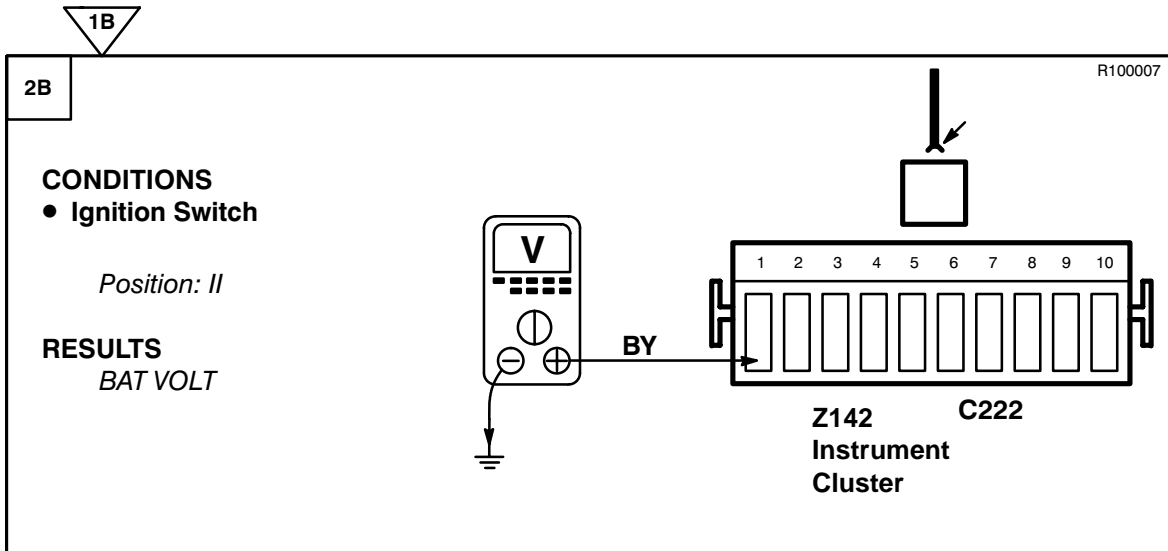 1B
2B
R100007
CONDITIONS
● Ignition Switch
Position: II
RESULTS
BAT VOLT
V
BY
1 2 3 4 5 6 7 8 9 10
Z142
Instrument
Cluster
C222